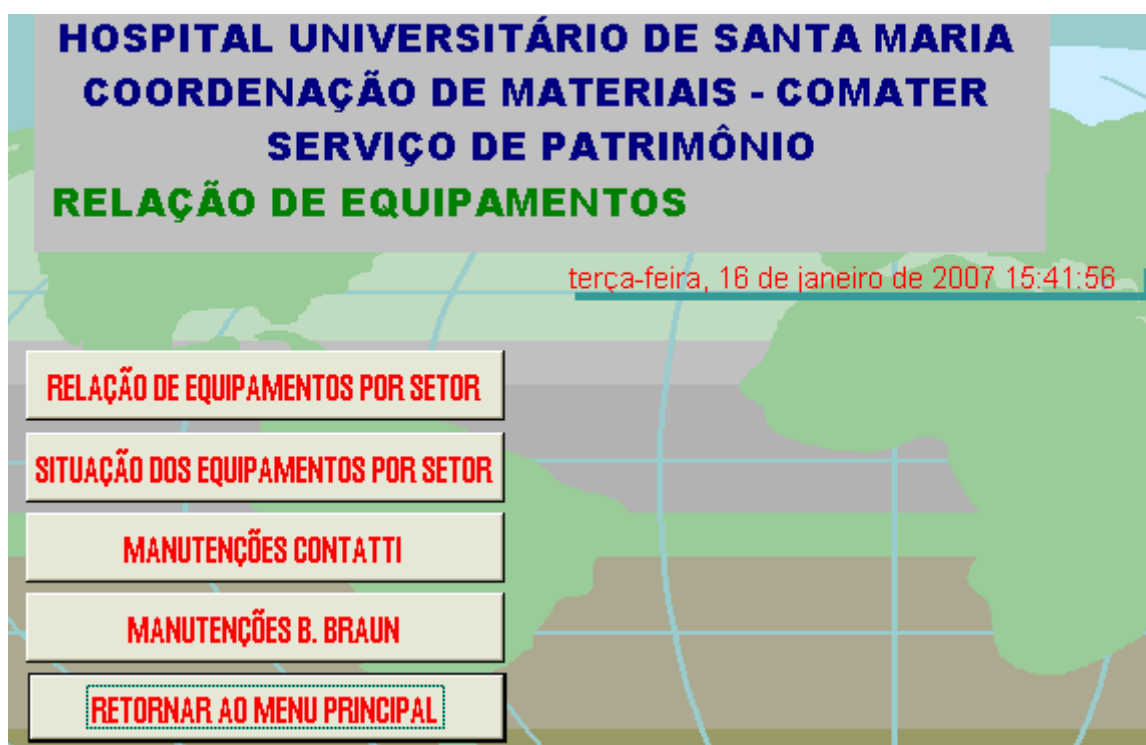 HOSPITAL UNIVERSITÁRIO DE SANTA MARIA
COORDENAÇÃO DE MATERIAIS - COMATER
SERVIÇO DE PATRIMÔNIO
RELAÇÃO DE EQUIPAMENTOS
terça-feira, 16 de janeiro de 2007 15:41:56
RELAÇÃO DE EQUIPAMENTOS POR SETOR
SITUAÇÃO DOS EQUIPAMENTOS POR SETOR
MANUTENÇÕES CONTATTI
MANUTENÇÕES B. BRAUN
RETORNAR AO MENU PRINCIPAL